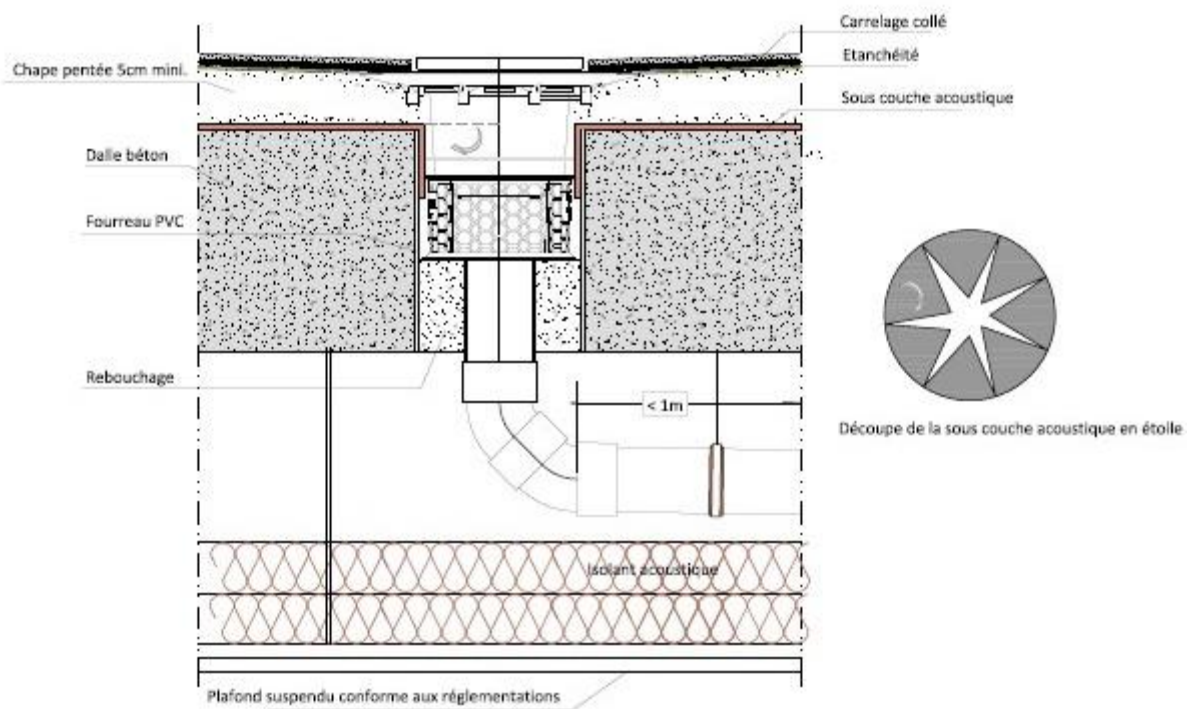 Carrelage collé
Etanchéité
Chape pentée 5cm mini.
Sous couche acoustique
Dalle béton
Fourreau PVC
Rebouchage
< 1m
Découpe de la sous couche acoustique en étoile
Isolant acoustique
Plafond suspendu conforme aux réglementations